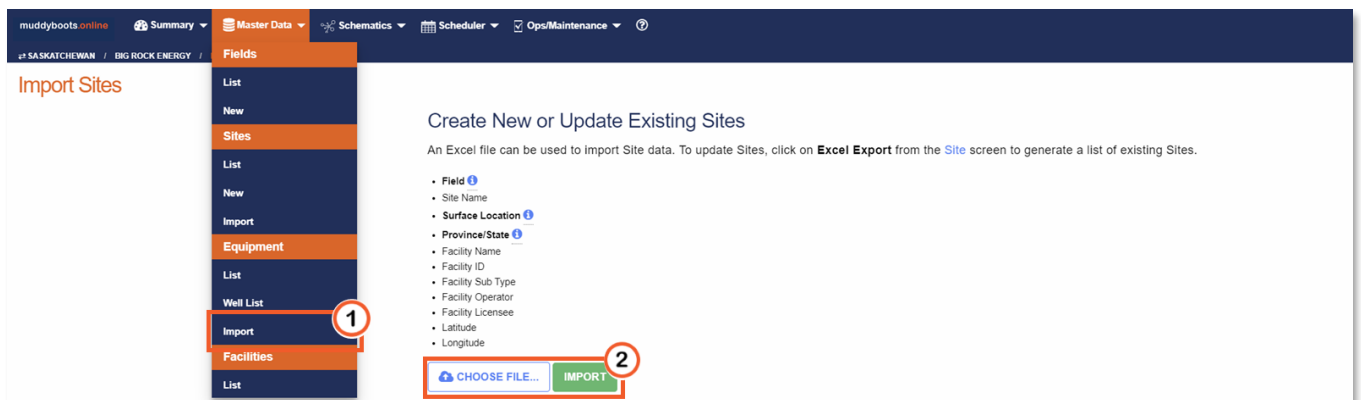 muddyboots.online Summary Master Data Schematics Scheduler Ops/Maintenance ?
SASKATCHEWAN / BIG ROCK ENERGY /
Import Sites
Fields
List
New
Sites
List
New
Import
Equipment
List
Well List
Import
1
Facilities
List
Create New or Update Existing Sites
An Excel file can be used to import Site data. To update Sites, click on Excel Export from the Site screen to generate a list of existing Sites.
• Field
• Site Name
• Surface Location
• Province/State
• Facility Name
• Facility ID
• Facility Sub Type
• Facility Operator
• Facility Licensee
• Latitude
• Longitude
2
CHOOSE FILE... IMPORT